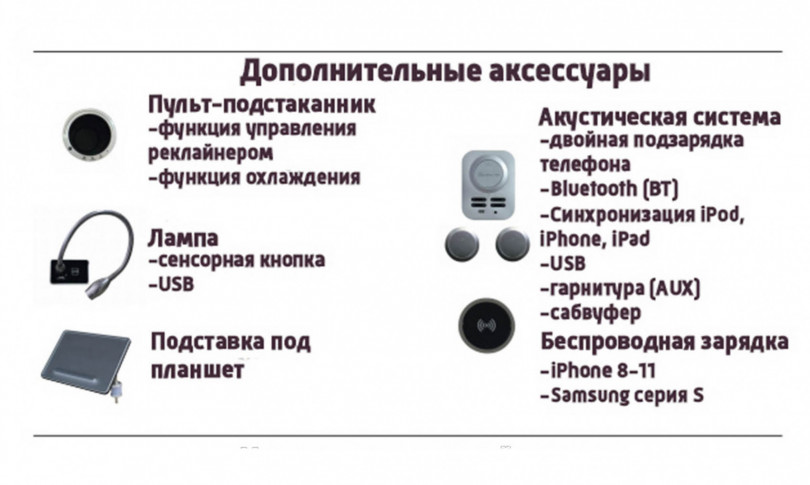 Дополнительные аксессуары
Пульт-подстаканник
-функция управления
реклайнером
-функция охлаждения
Лампа
-сенсорная кнопка
-USB
Подставка под
планшет
Акустическая система
-двойная подзарядка
телефона
-Bluetooth (BT)
-Синхронизация iPod,
iPhone, iPad
-USB
-гарнитура (AUX)
-сабвуфер
Беспроводная зарядка
-iPhone 8-11
-Samsung серия S